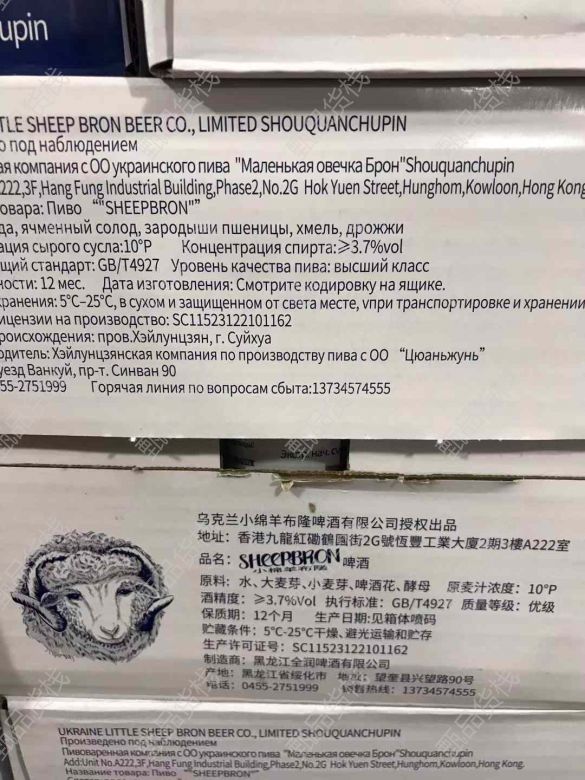 upin
TLE SHEEP BRON BEER CO., LIMITED SHOUQUANCHUPIN
о под наблюдением
ая компания с ОО украинского пива "Маленькая овечка Брон"Shouquanchupin
A222,3F,Hang Fung Industrial Building,Phase2,No.2G Hok Yuen Street,Hunghom,Kowloon,Hong Kong
овара: Пиво ““SHEEPBRON"”
да, ячменный солод, зародыши пшеницы, хмель, дрожжи
ация сырого сусла:10°P Концентрация спирта:≥3.7%vol
щий стандарт: GB/T4927 Уровень качества пива: высший класс
ности: 12 мес. Дата изготовления: Смотрите кодировку на ящике.
хранения: 5°C–25°C, в сухом и защищенном от света месте, vпри транспортировке и хранении
ицензии на производство: SC11523122101162
роисхождения: пров.Хэйлунцзян, г. Суйхуа
одитель: Хэйлунцзянская компания по производству пива с ОО “Цюаньжунь”
уезд Ванкуй, пр-т. Синван 90
55-2751999 Горячая линия по вопросам сбыта:13734574555
Экстр. нач. су
乌克兰小绵羊布隆啤酒有限公司授权出品
地址：香港九龍紅磡鶴園街2G號恆豐工業大廈2期3樓A222室
品名：SHEEPBRON 啤酒
小绵羊布隆
原料：水、大麦芽、小麦芽、啤酒花、酵母 原麦汁浓度：10°P
酒精度：≥3.7%Vol 执行标准：GB/T4927 质量等级：优级
保质期：12个月 生产日期:见箱体喷码
贮藏条件：5°C-25°C干燥、避光运输和贮存
生产许可证号：SC11523122101162
制造商：黑龙江全润啤酒有限公司
产地：黑龙江省绥化市 地址：望奎县兴望路90号
电话：0455-2751999 销售热线：13734574555
UKRAINE LITTLE SHEEP BRON BEER CO., LIMITED SHOUQUANCHUPIN
Произведено под наблюдением
Пивоваренная компания с ОО украинского пива "Маленькая овечка Брон"Shouquanchupin
Add:Unit No.A222,3F,Hang Fung Industrial Building,Phase2,No.2G Hok Yuen Street,Hunghom,Kowloon,Hong Kong.
Название товара: Пиво ““SHEEPBRON"”